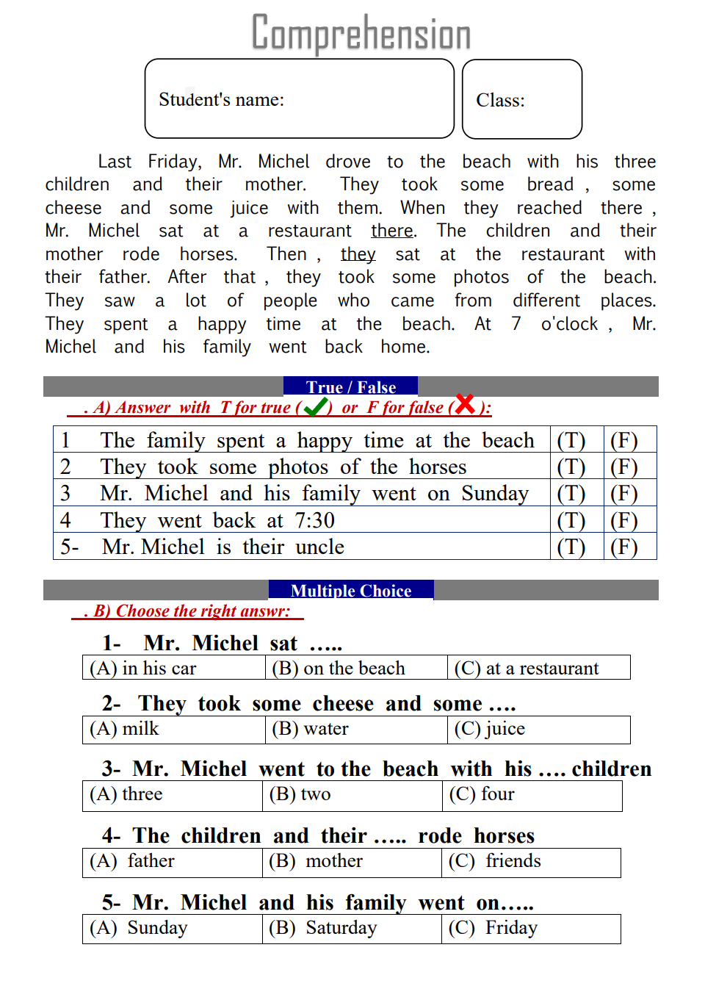 Comprehension
Student's name:
Class:
Last Friday, Mr. Michel drove to the beach with his three
children and their mother. They took some bread , some
cheese and some juice with them. When they reached there ,
Mr. Michel sat at a restaurant there. The children and their
mother rode horses. Then , they sat at the restaurant with
their father. After that , they took some photos of the beach.
They saw a lot of people who came from different places.
They spent a happy time at the beach. At 7 o'clock , Mr.
Michel and his family went back home.
True / False
. A) Answer with T for true ( ) or F for false ( ):
1 The family spent a happy time at the beach (T) (F)
2 They took some photos of the horses (T) (F)
3 Mr. Michel and his family went on Sunday (T) (F)
4 They went back at 7:30 (T) (F)
5- Mr. Michel is their uncle (T) (F)
Multiple Choice
. B) Choose the right answr:
1- Mr. Michel sat …..
(A) in his car (B) on the beach (C) at a restaurant
2- They took some cheese and some ….
(A) milk (B) water (C) juice
3- Mr. Michel went to the beach with his …. children
(A) three (B) two (C) four
4- The children and their ….. rode horses
(A) father (B) mother (C) friends
5- Mr. Michel and his family went on…..
(A) Sunday (B) Saturday (C) Friday